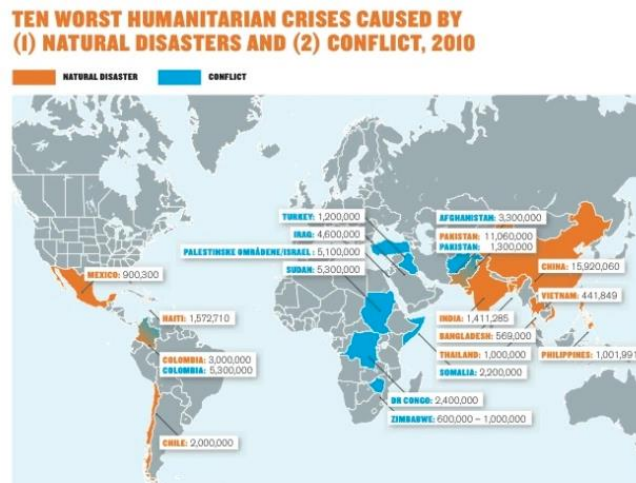 TEN WORST HUMANITARIAN CRISES CAUSED BY
(1) NATURAL DISASTERS AND (2) CONFLICT, 2010
NATURAL DISASTER
CONFLICT
TURKEY: 1,200,000
IRAG: 4,600,000
PALESTINSKE OMRÅDENE/ISRAEL: 5,100,000
SUDAN: 5,300,000
AFGHANISTAN: 3,300,000
PAKISTAN: 11,060,000
PAKISTAN: 1,300,000
CHINA: 15,920,060
MEXICO: 900,300
VIETNAM: 441,849
HAITI: 1,572,710
INDIA: 1,411,285
BANGLADESH: 569,000
THAILAND: 1,000,000
PHILIPPINES: 1,001,991
COLOMBIA: 3,000,000
COLOMBIA: 5,300,000
SOMALIA: 2,200,000
DR CONGO: 2,400,000
ZIMBABWE: 600,000 – 1,000,000
CHILE: 2,000,000